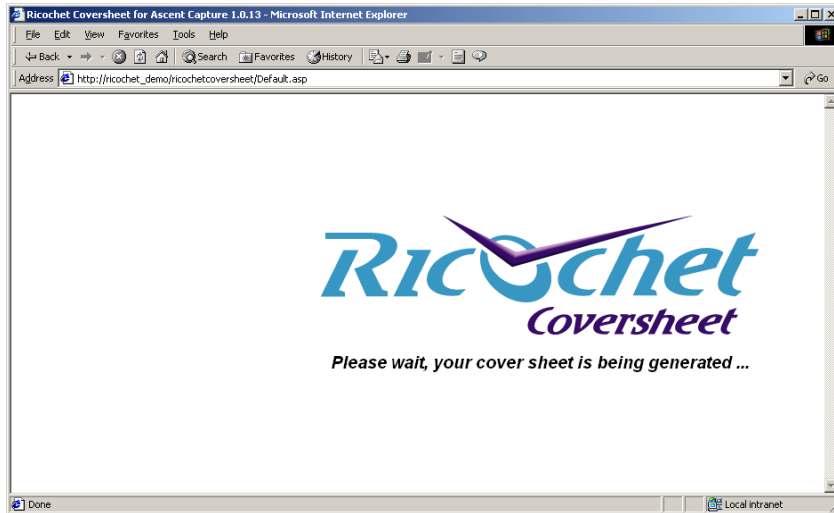 Ricochet Coversheet for Ascent Capture 1.0.13 - Microsoft Internet Explorer
File Edit View Favorites Tools Help
Back Search Favorites History
Address http://ricochet_demo/ricochetcoversheet/Default.asp Go
Ricochet
Coversheet
Please wait, your cover sheet is being generated ...
Done Local intranet